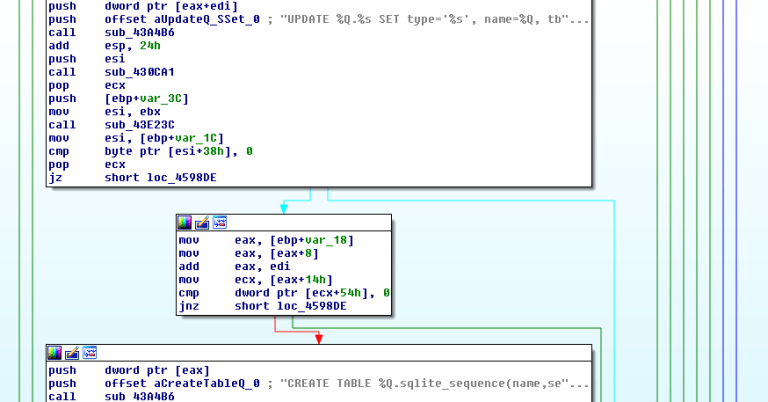 push dword ptr [eax+edi]
push offset aUpdateQ_SSet_0 ; "UPDATE %Q.%s SET type='%s', name=%Q, tb"...
call sub_43A4B6
add esp, 24h
push esi
call sub_430CA1
pop ecx
push [ebp+var_3C]
mov esi, ebx
call sub_43E23C
mov esi, [ebp+var_1C]
cmp byte ptr [esi+38h], 0
pop ecx
jz short loc_4598DE
mov eax, [ebp+var_18]
mov eax, [eax+8]
add eax, edi
mov ecx, [eax+14h]
cmp dword ptr [ecx+54h], 0
jnz short loc_4598DE
push dword ptr [eax]
push offset aCreateTableQ_0 ; "CREATE TABLE %Q.sqlite_sequence(name,se"...
call sub_43A4B6